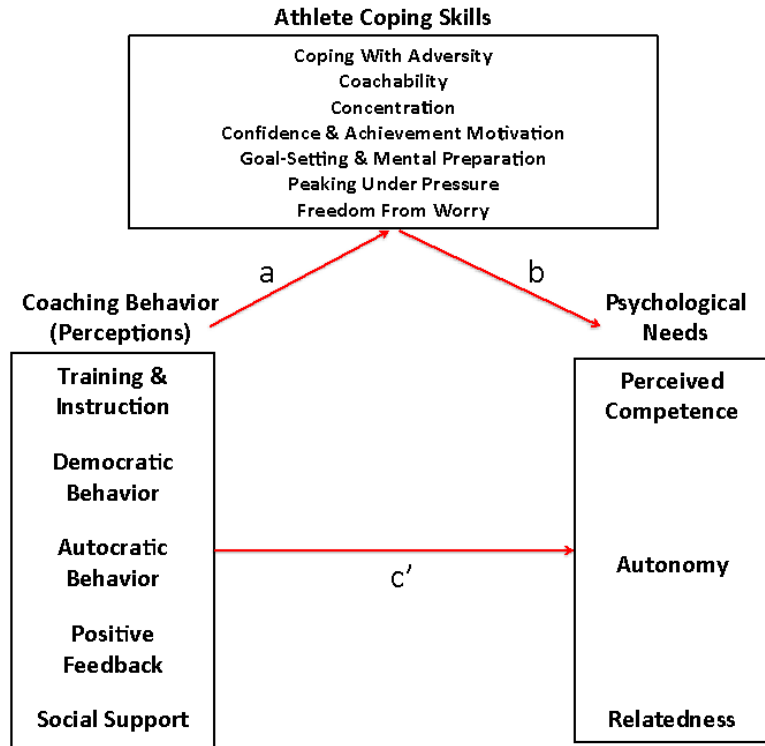 Athlete Coping Skills
Coping With Adversity
Coachability
Concentration
Confidence & Achievement Motivation
Goal-Setting & Mental Preparation
Peaking Under Pressure
Freedom From Worry
a
b
Coaching Behavior
(Perceptions)
Training &
Instruction
Democratic
Behavior
Autocratic
Behavior
Positive
Feedback
Social Support
c’
Psychological
Needs
Perceived
Competence
Autonomy
Relatedness